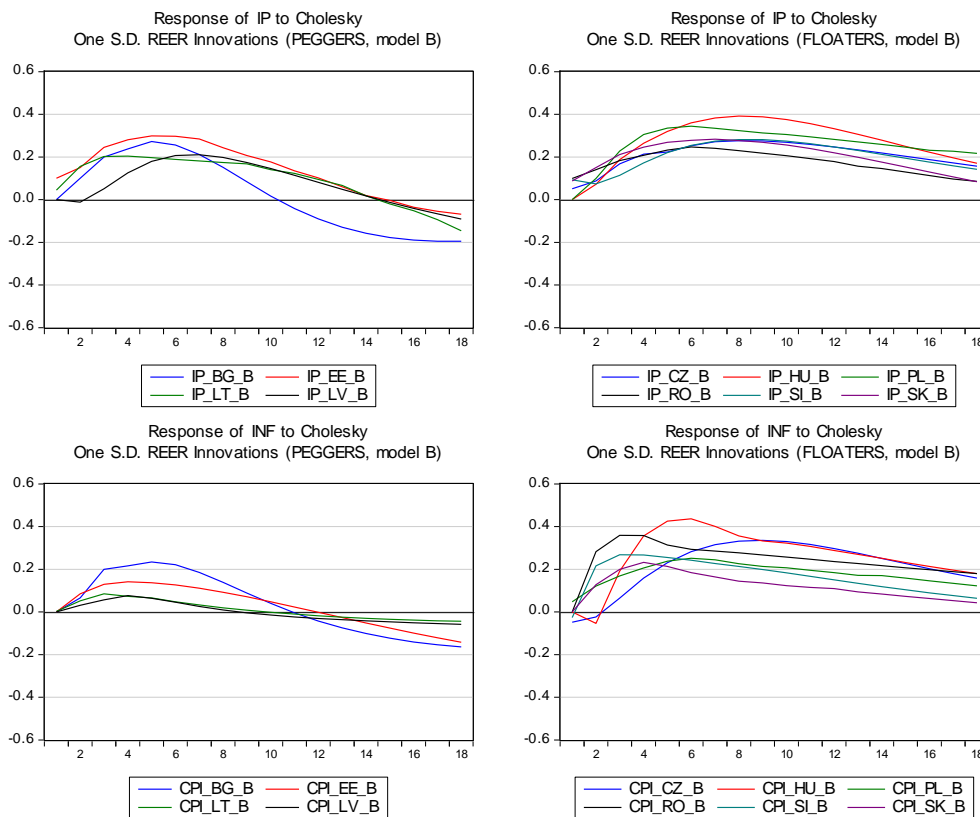 Response of IP to Cholesky
One S.D. REER Innovations (PEGGERS, model B)
0.6
0.4
0.2
0.0
-0.2
-0.4
-0.6
2 4 6 8 10 12 14 16 18
IP_BG_B IP_EE_B
IP_LT_B IP_LV_B
Response of IP to Cholesky
One S.D. REER Innovations (FLOATERS, model B)
0.6
0.4
0.2
0.0
-0.2
-0.4
-0.6
2 4 6 8 10 12 14 16 18
IP_CZ_B IP_HU_B IP_PL_B
IP_RO_B IP_SI_B IP_SK_B
Response of INF to Cholesky
One S.D. REER Innovations (PEGGERS, model B)
0.6
0.4
0.2
0.0
-0.2
-0.4
-0.6
2 4 6 8 10 12 14 16 18
CPI_BG_B CPI_EE_B
CPI_LT_B CPI_LV_B
Response of INF to Cholesky
One S.D. REER Innovations (FLOATERS, model B)
0.6
0.4
0.2
0.0
-0.2
-0.4
-0.6
2 4 6 8 10 12 14 16 18
CPI_CZ_B CPI_HU_B CPI_PL_B
CPI_RO_B CPI_SI_B CPI_SK_B